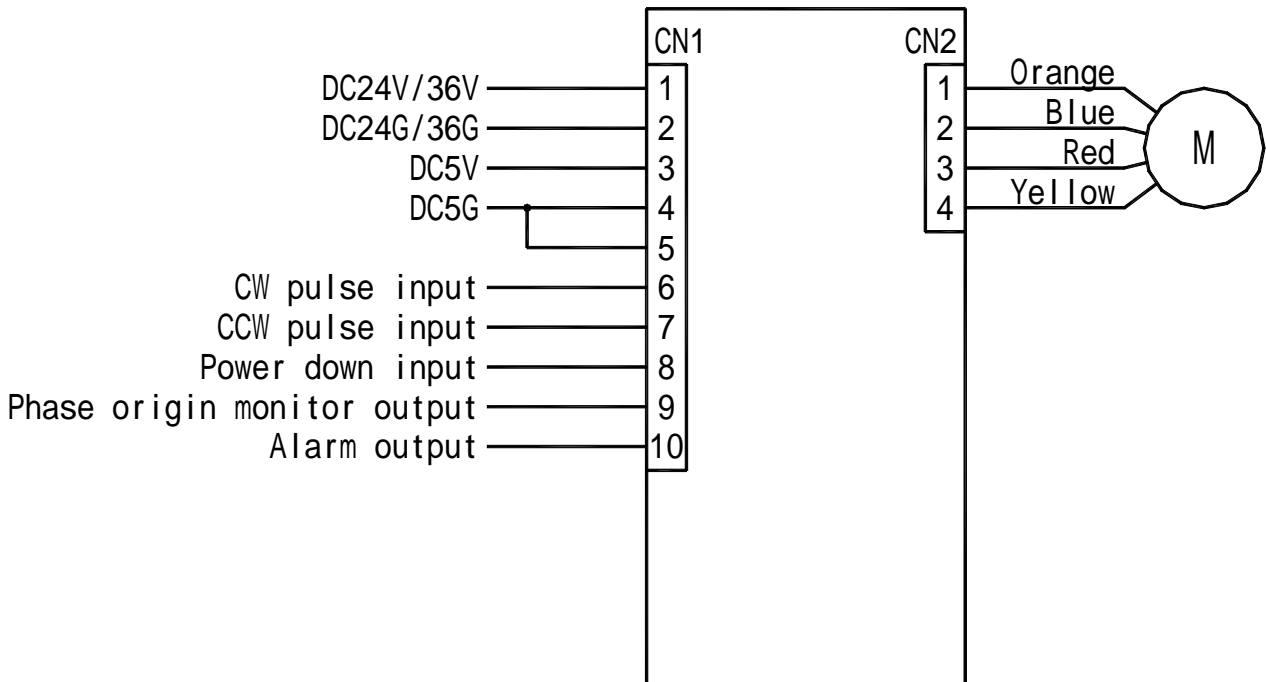 CN1
CN2
DC24V/36V 1
DC24G/36G 2
DC5V 3
DC5G 4
5
CW pulse input 6
CCW pulse input 7
Power down input 8
Phase origin monitor output 9
Alarm output 10
1 Orange
2 Blue
3 Red
4 Yellow
M